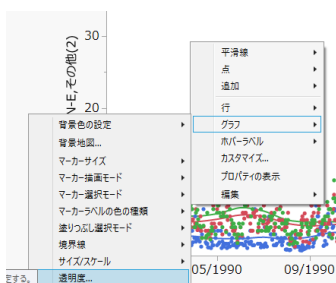 N-E,その他(2)
30
20
平滑線
点
追加
行
グラフ
ホバーラベル
カスタマイズ...
プロパティの表示
編集
背景色の設定
背景地図...
マーカーサイズ
マーカー描画モード
マーカー選択モード
マーカーラベルの色の種類
塗りつぶし選択モード
境界線
サイズ/スケール
透明度...
定する。
05/1990
09/1990